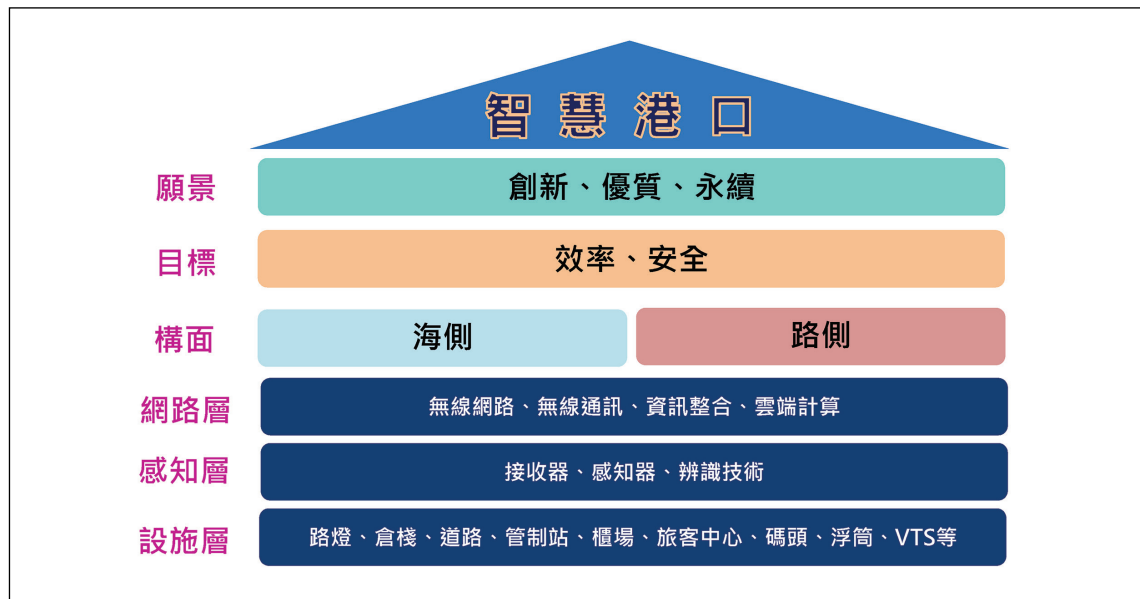 智慧港口
願景 創新、優質、永續
目標 效率、安全
構面 海側 路側
網路層 無線網路、無線通訊、資訊整合、雲端計算
感知層 接收器、感知器、辨識技術
設施層 路燈、倉棧、道路、管制站、櫃場、旅客中心、碼頭、浮筒、VTS等